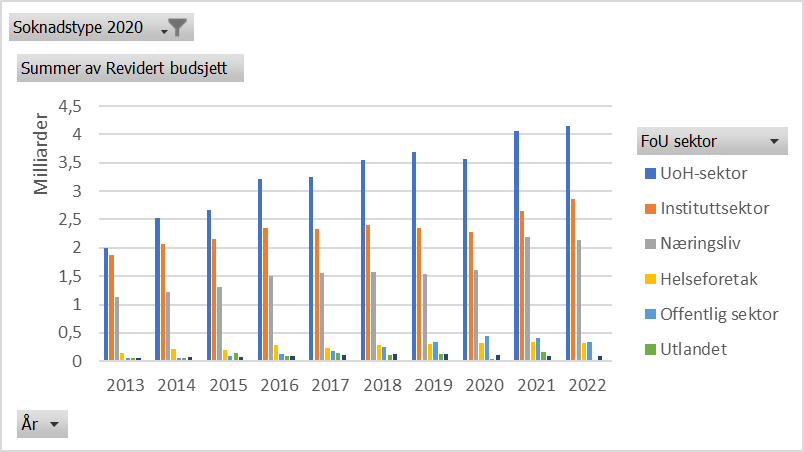 Soknadstype 2020
Summer av Revidert budsjett
Milliarder
4,5
4
3,5
3
2,5
2
1,5
1
0,5
0
2013 2014 2015 2016 2017 2018 2019 2020 2021 2022
FoU sektor
UoH-sektor
Instituttsektor
Næringsliv
Helseforetak
Offentlig sektor
Utlandet
År